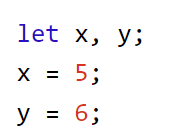 let x, y;
x = 5;
y = 6;